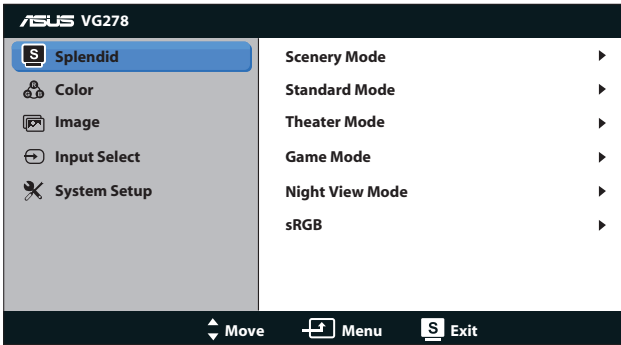 ASUS VG278
S Splendid
Color
Image
Input Select
System Setup
Scenery Mode
Standard Mode
Theater Mode
Game Mode
Night View Mode
sRGB
Move Menu S Exit